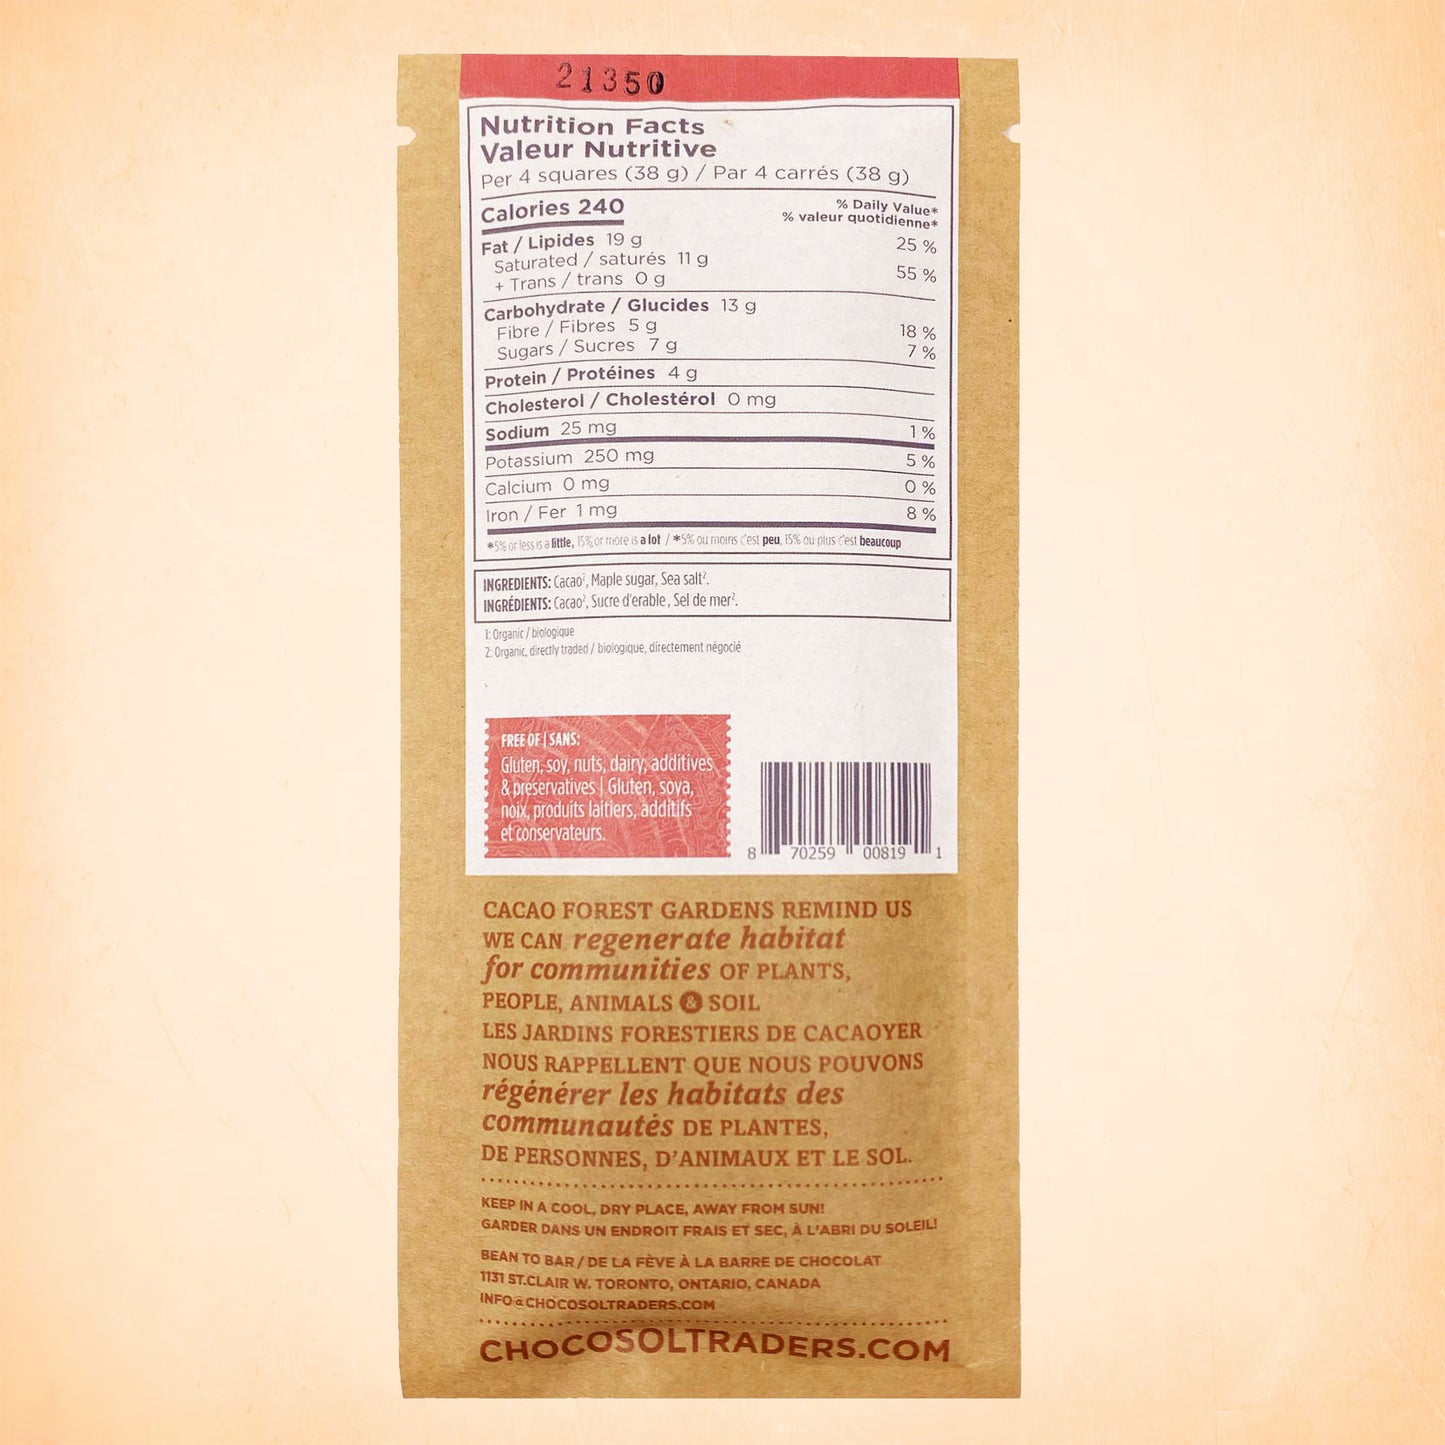 21350
Nutrition Facts
Valeur Nutritive
Per 4 squares (38 g) / Par 4 carrés (38 g)
Calories 240
% Daily Value*
% valeur quotidienne*
Fat / Lipides 19 g 25 %
Saturated / saturés 11 g
+ Trans / trans 0 g 55 %
Carbohydrate / Glucides 13 g
Fibre / Fibres 5 g 18 %
Sugars / Sucres 7 g 7 %
Protein / Protéines 4 g
Cholesterol / Cholestérol 0 mg
Sodium 25 mg 1 %
Potassium 250 mg 5 %
Calcium 0 mg 0 %
Iron / Fer 1 mg 8 %
*5% or less is a little, 15% or more is a lot / *5% ou moins c'est peu, 15% ou plus c'est beaucoup
INGREDIENTS: Cacao², Maple sugar, Sea salt².
INGRÉDIENTS: Cacao², Sucre d'erable, Sel de mer².
1: Organic / biologique
2: Organic, directly traded / biologique, directement négocié
FREE OF | SANS:
Gluten, soy, nuts, dairy, additives
& preservatives | Gluten, soya,
noix, produits laitiers, additifs
et conservateurs.
8 70259 00819 1
CACAO FOREST GARDENS REMIND US
WE CAN regenerate habitat
for communities OF PLANTS,
PEOPLE, ANIMALS & SOIL
LES JARDINS FORESTIERS DE CACAOYER
NOUS RAPPELLENT QUE NOUS POUVONS
régénérer les habitats des
communautés DE PLANTES,
DE PERSONNES, D'ANIMAUX ET LE SOL.
KEEP IN A COOL, DRY PLACE, AWAY FROM SUN!
GARDER DANS UN ENDROIT FRAIS ET SEC, À L'ABRI DU SOLEIL!
BEAN TO BAR / DE LA FÈVE À LA BARRE DE CHOCOLAT
1131 ST.CLAIR W. TORONTO, ONTARIO, CANADA
INFO@CHOCOSOLTRADERS.COM
CHOCOSOLTRADERS.COM